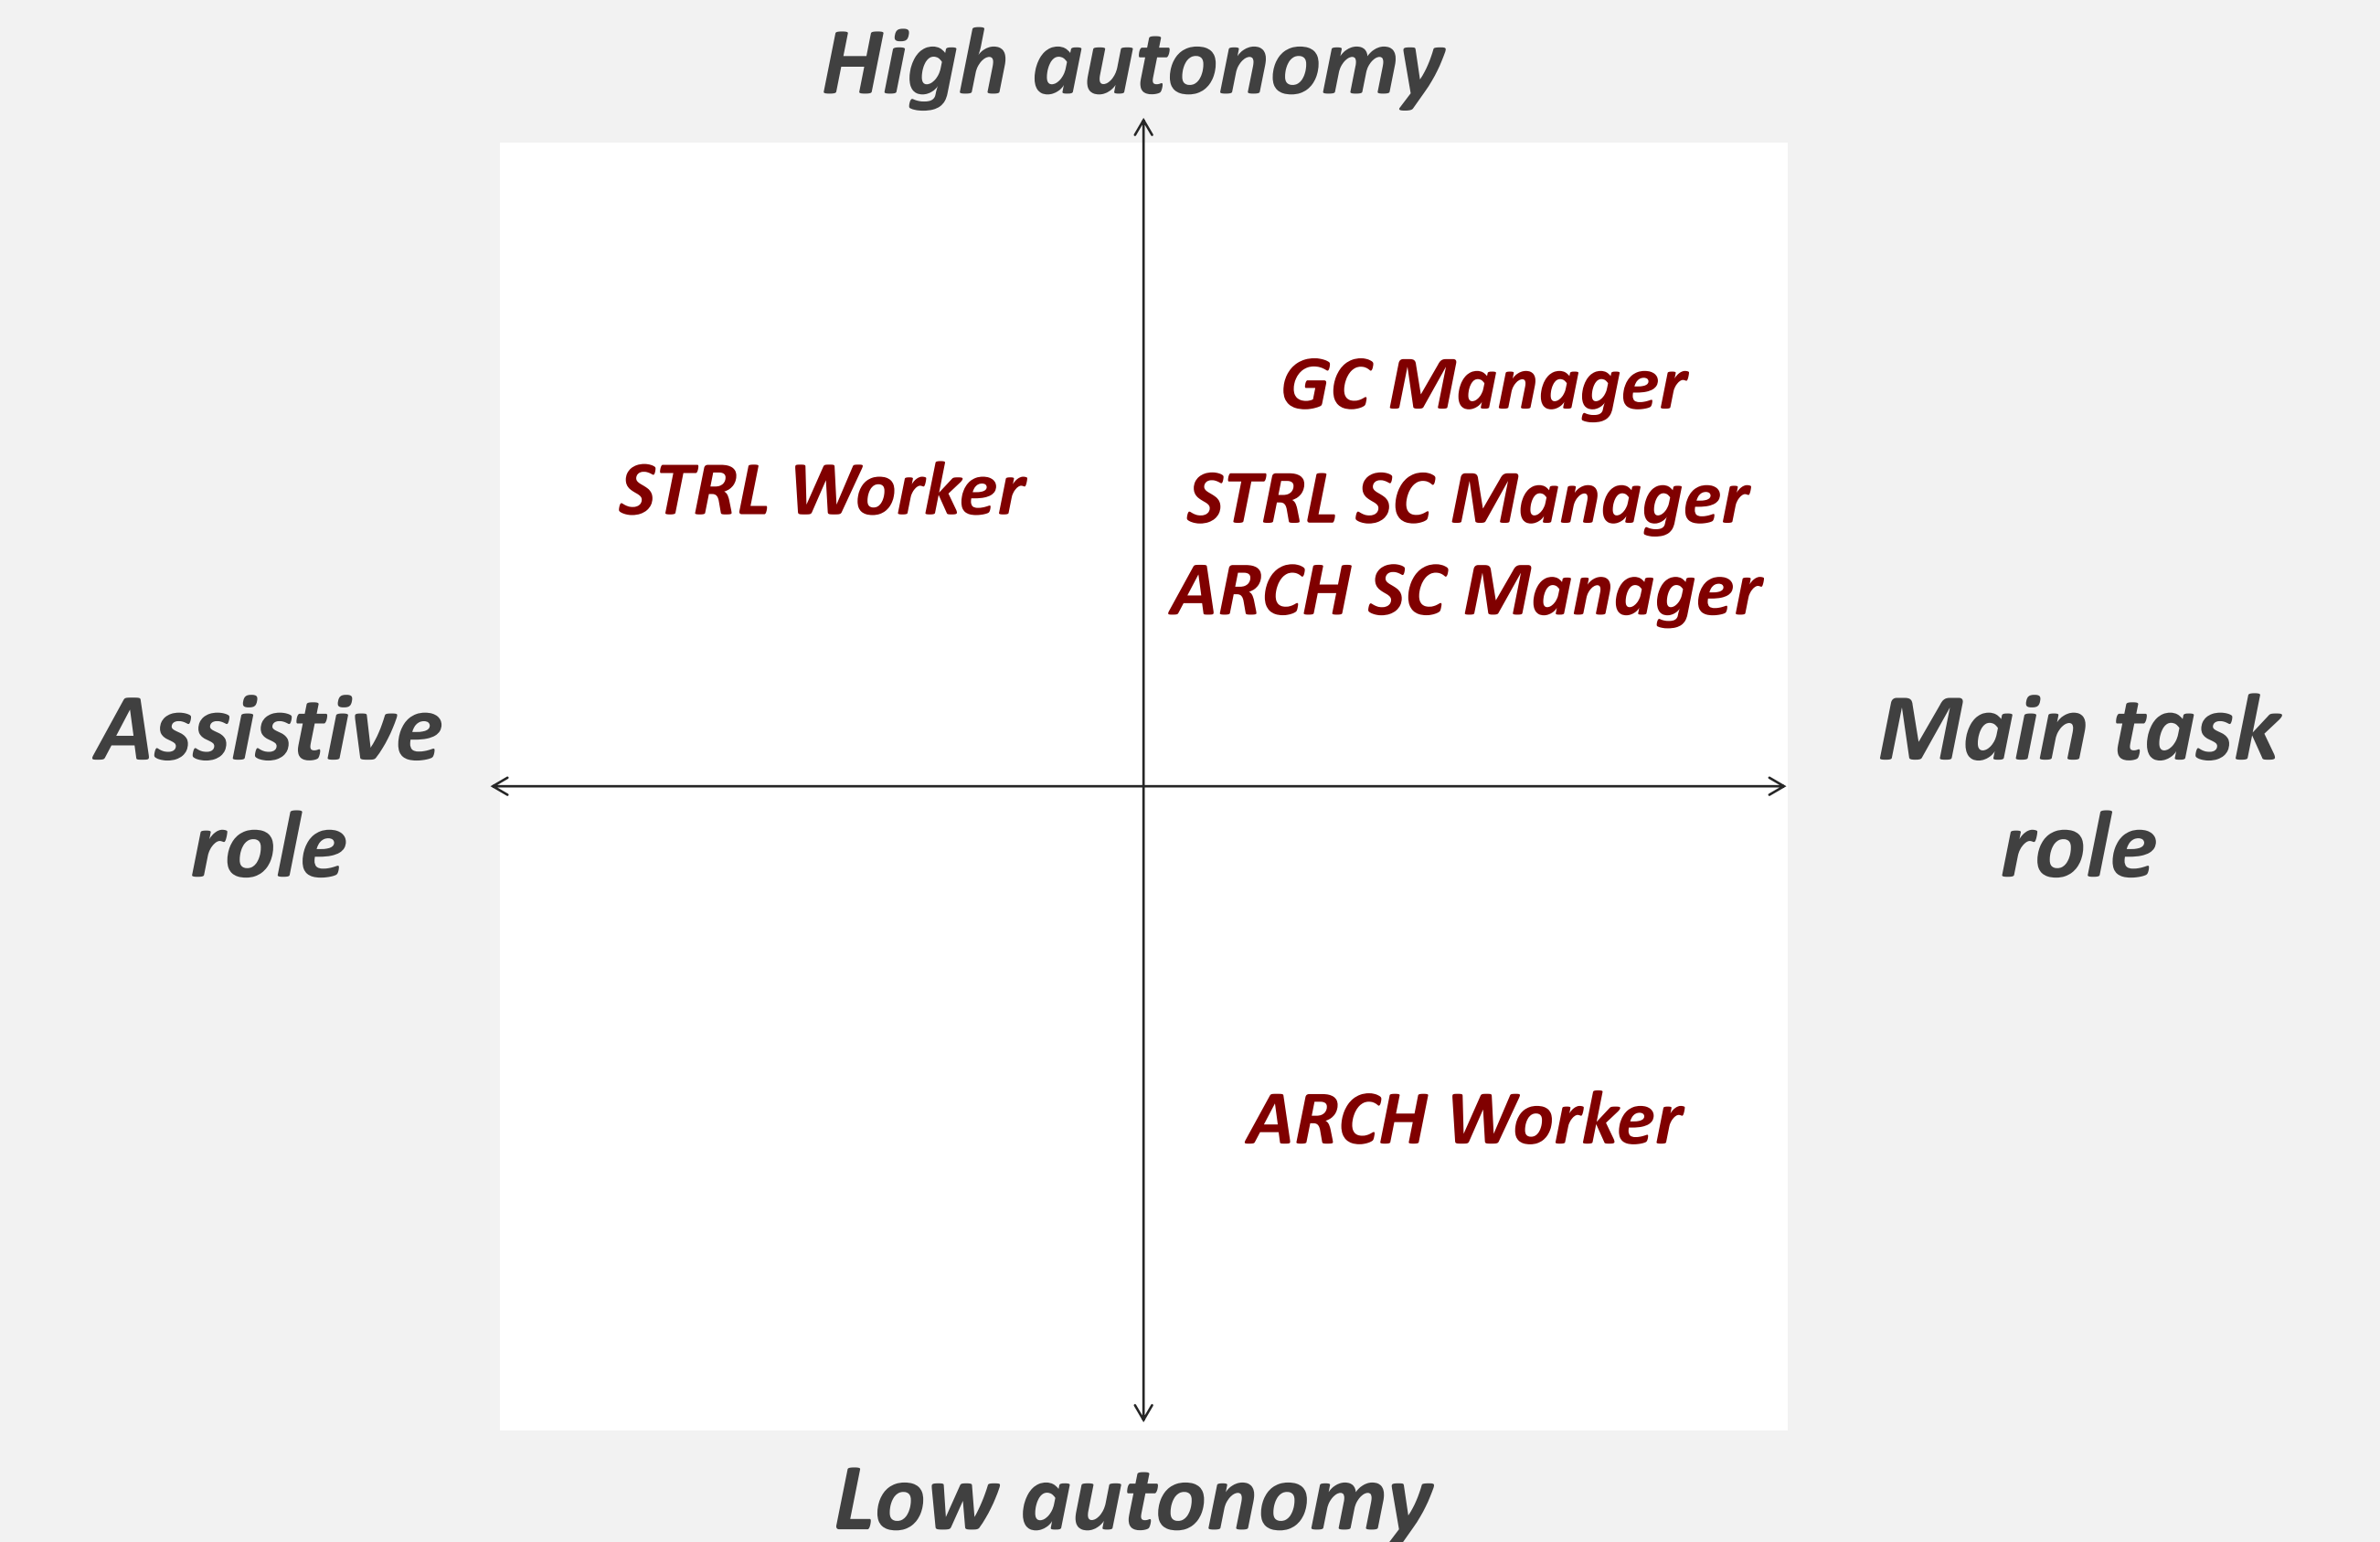 High autonomy
GC Manager
STRL Worker
STRL SC Manager
ARCH SC Manager
Assistive
role
Main task
role
ARCH Worker
Low autonomy